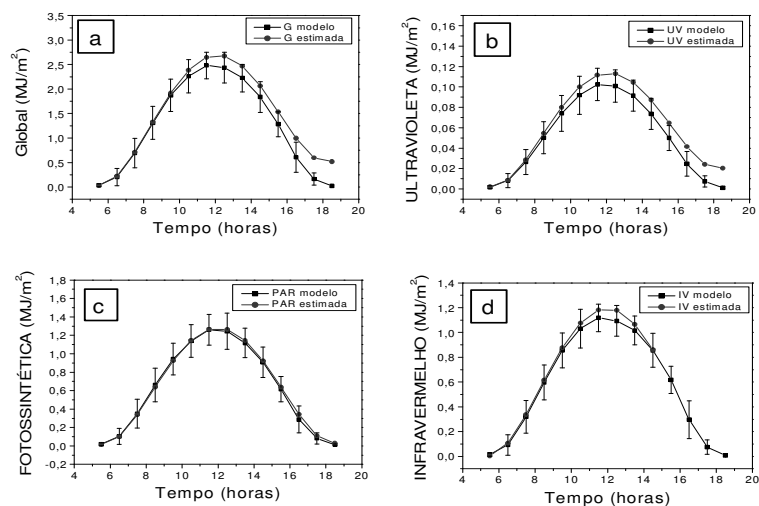 a
G modelo
G estimada
Global (MJ/m²)
3,5
3,0
2,5
2,0
1,5
1,0
0,5
0,0
4 6 8 10 12 14 16 18 20
Tempo (horas)
b
UV modelo
UV estimada
ULTRAVIOLETA (MJ/m²)
0,16
0,14
0,12
0,10
0,08
0,06
0,04
0,02
0,00
4 6 8 10 12 14 16 18 20
Tempo (horas)
c
PAR modelo
PAR estimada
FOTOSSINTÉTICA (MJ/m²)
1,8
1,6
1,4
1,2
1,0
0,8
0,6
0,4
0,2
0,0
-0,2
4 6 8 10 12 14 16 18 20
Tempo (horas)
d
IV modelo
IV estimada
INFRAVERMELHO (MJ/m²)
1,4
1,2
1,0
0,8
0,6
0,4
0,2
0,0
4 6 8 10 12 14 16 18 20
Tempo (horas)